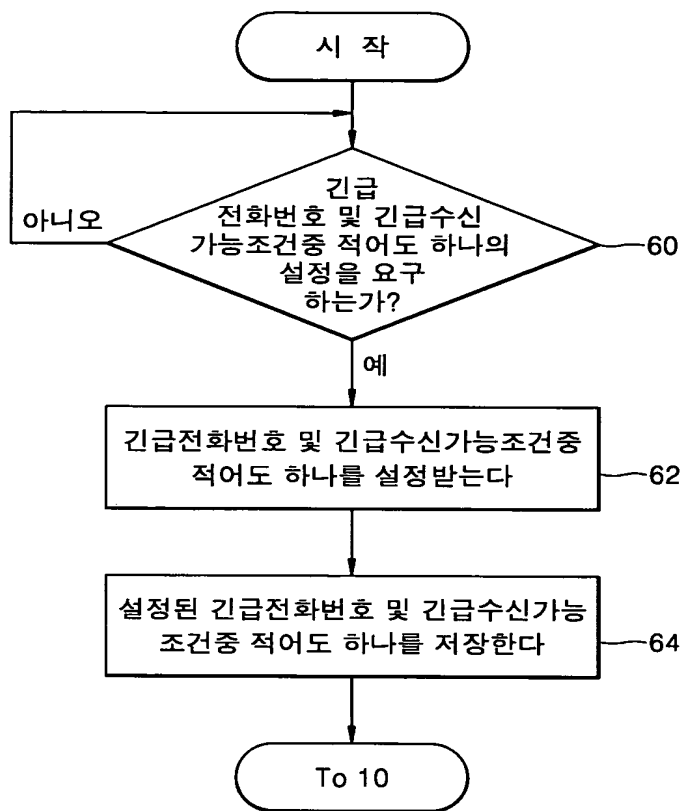 시 작
긴급
전화번호 및 긴급수신
가능조건중 적어도 하나의
설정을 요구
하는가?
60
아니오
예
긴급전화번호 및 긴급수신가능조건중
적어도 하나를 설정받는다
62
설정된 긴급전화번호 및 긴급수신가능
조건중 적어도 하나를 저장한다
64
To 10